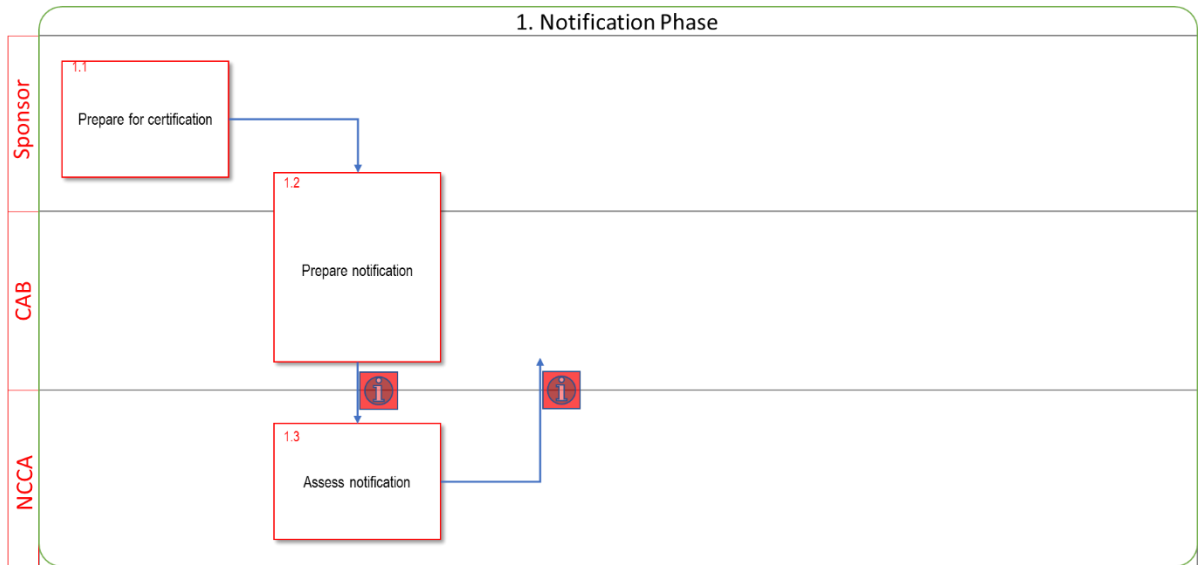 1. Notification Phase
Sponsor
1.1
Prepare for certification
1.2
CAB
Prepare notification
i
i
NCCA
1.3
Assess notification